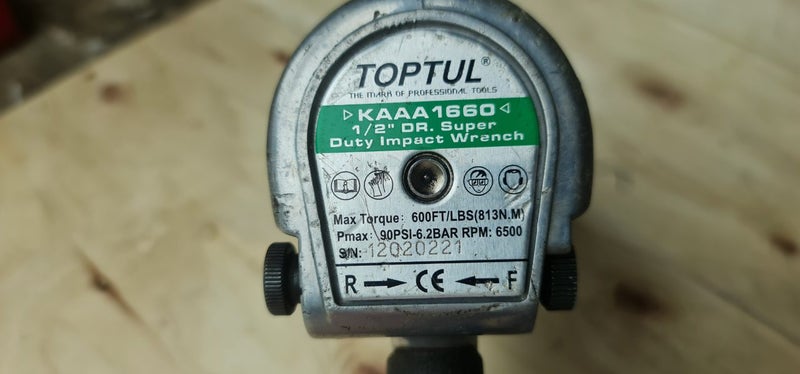 TOPTUL®
THE MARK OF PROFESSIONAL TOOLS
▷KAAA1660◁
1/2" DR. Super
Duty Impact Wrench
Max Torque: 600FT/LBS(813N.M)
Pmax: 90PSI-6.2BAR RPM: 6500
S/N: 12020221
R → CE ← F